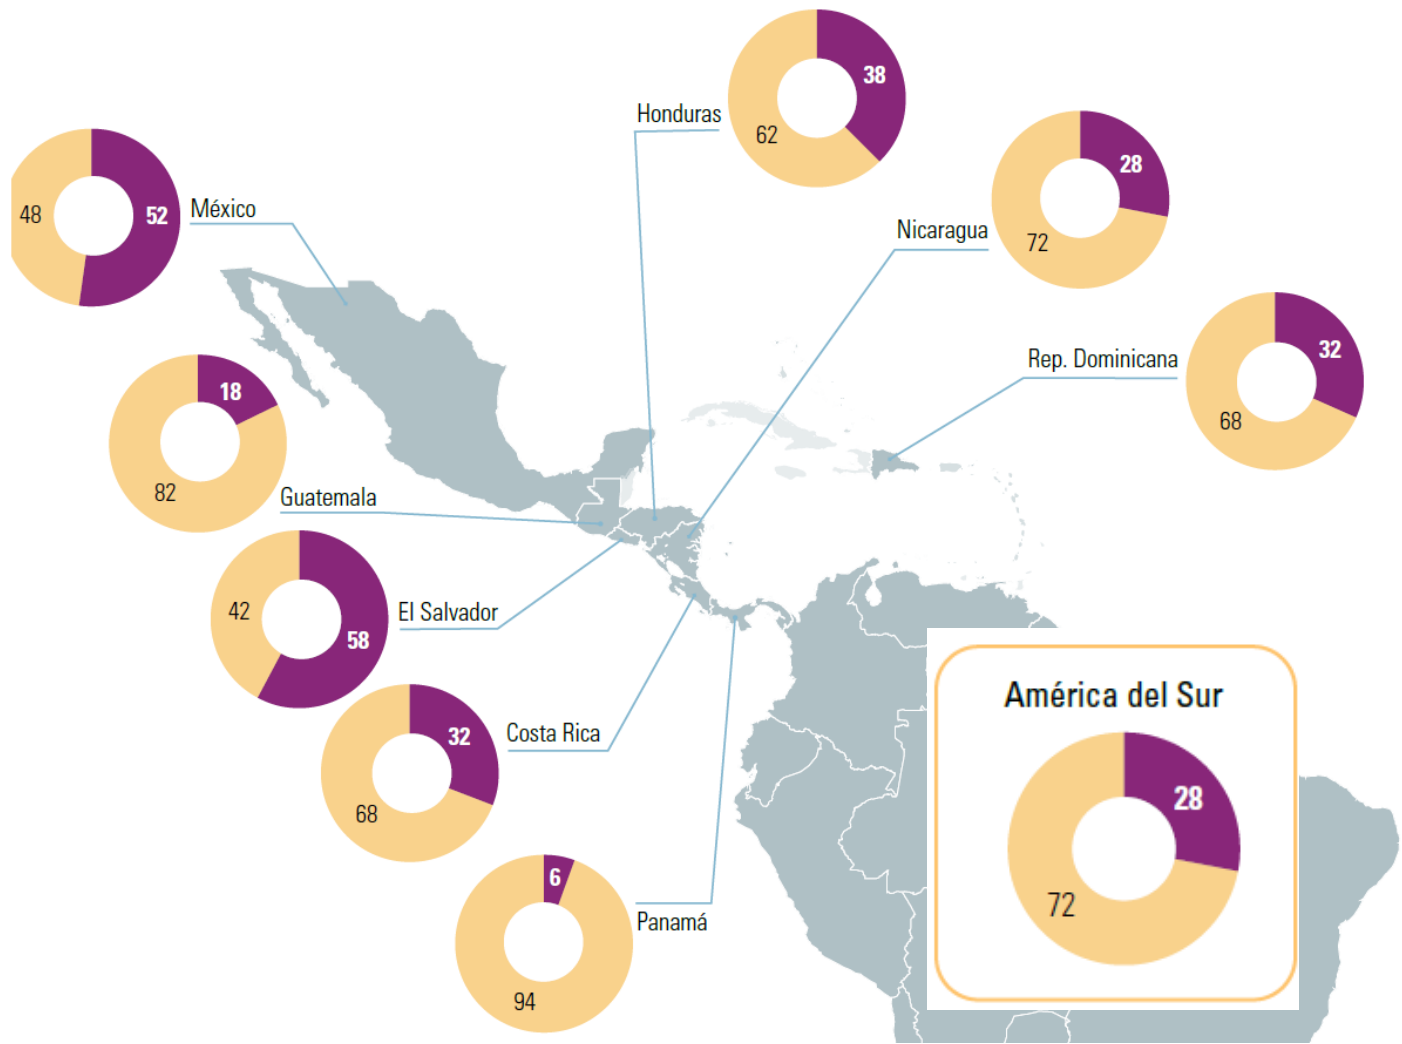 38
62
Honduras
28
72
Nicaragua
48
52
México
32
68
Rep. Dominicana
18
82
Guatemala
42
58
El Salvador
32
68
Costa Rica
6
94
Panamá
América del Sur
28
72